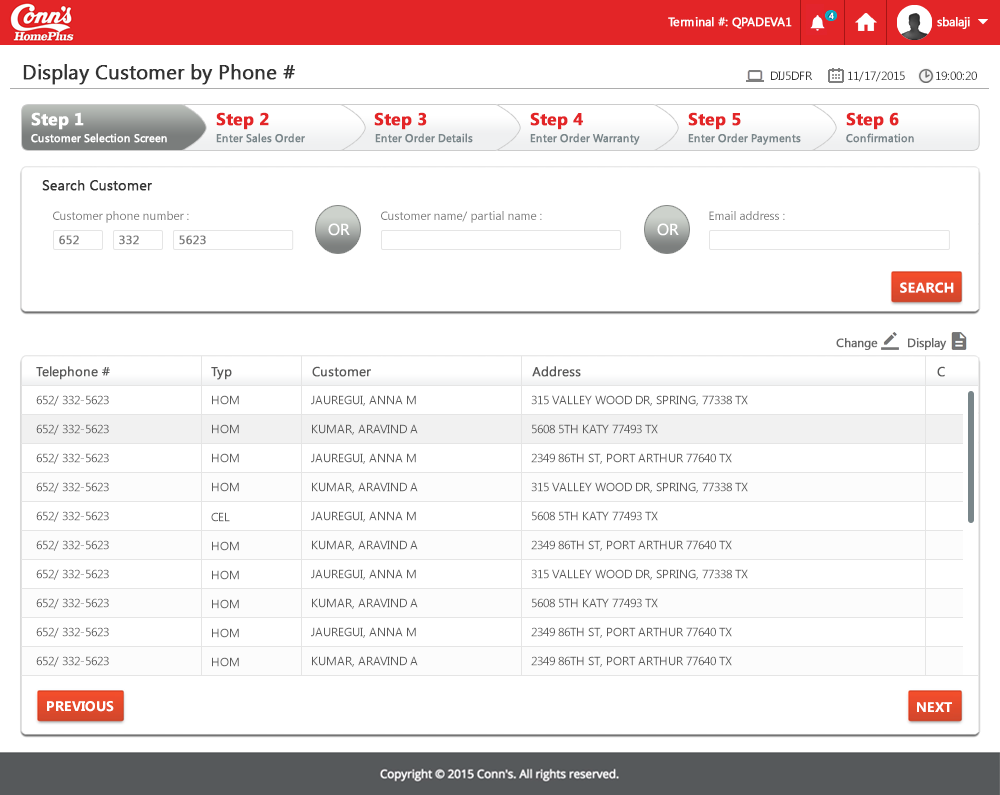 Conn's
HomePlus
Terminal #: QPADEVA1
4
sbalaji
Display Customer by Phone #
DIJ5DFR
11/17/2015
19:00:20
Step 1
Customer Selection Screen
Step 2
Enter Sales Order
Step 3
Enter Order Details
Step 4
Enter Order Warranty
Step 5
Enter Order Payments
Step 6
Confirmation
Search Customer
Customer phone number :
652 332 5623
OR
Customer name/ partial name :
OR
Email address :
SEARCH
Change
Display
Telephone # Typ Customer Address C
652/ 332-5623 HOM JAUREGUI, ANNA M 315 VALLEY WOOD DR, SPRING, 77338 TX
652/ 332-5623 HOM KUMAR, ARAVIND A 5608 5TH KATY 77493 TX
652/ 332-5623 HOM JAUREGUI, ANNA M 2349 86TH ST, PORT ARTHUR 77640 TX
652/ 332-5623 HOM KUMAR, ARAVIND A 315 VALLEY WOOD DR, SPRING, 77338 TX
652/ 332-5623 CEL JAUREGUI, ANNA M 5608 5TH KATY 77493 TX
652/ 332-5623 HOM KUMAR, ARAVIND A 2349 86TH ST, PORT ARTHUR 77640 TX
652/ 332-5623 HOM JAUREGUI, ANNA M 315 VALLEY WOOD DR, SPRING, 77338 TX
652/ 332-5623 HOM KUMAR, ARAVIND A 5608 5TH KATY 77493 TX
652/ 332-5623 HOM JAUREGUI, ANNA M 2349 86TH ST, PORT ARTHUR 77640 TX
652/ 332-5623 HOM KUMAR, ARAVIND A 2349 86TH ST, PORT ARTHUR 77640 TX
PREVIOUS
NEXT
Copyright © 2015 Conn's. All rights reserved.